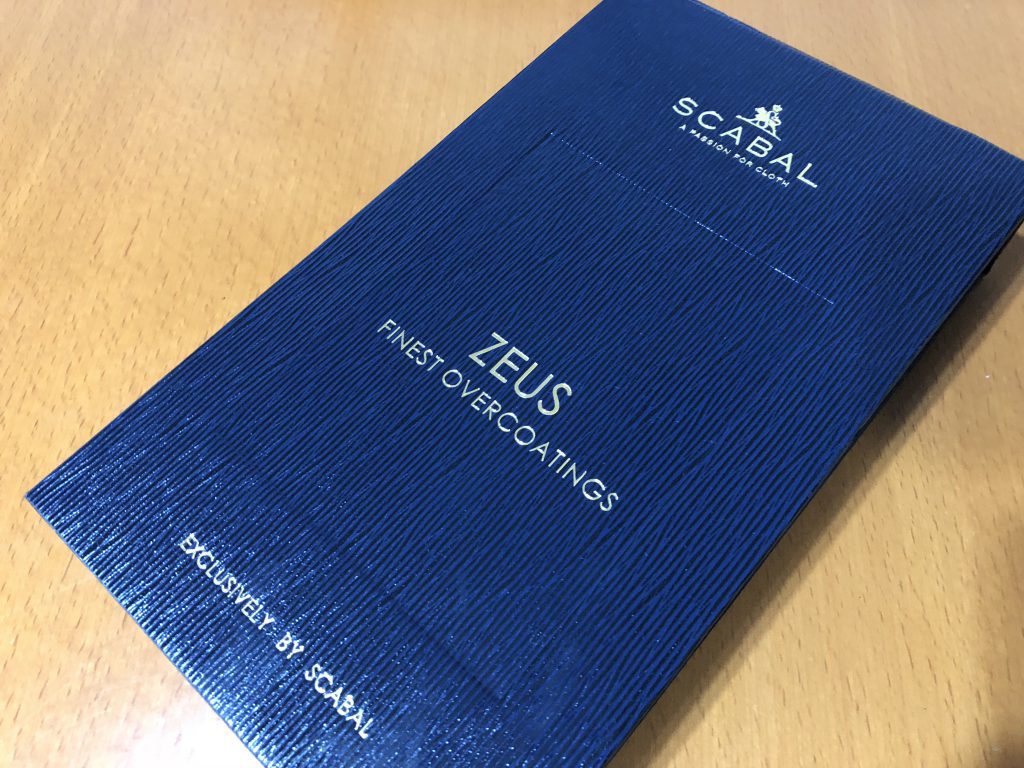 SCABAL
A PASSION FOR CLOTH
ZEUS
FINEST OVERCOATINGS
EXCLUSIVELY BY SCABAL